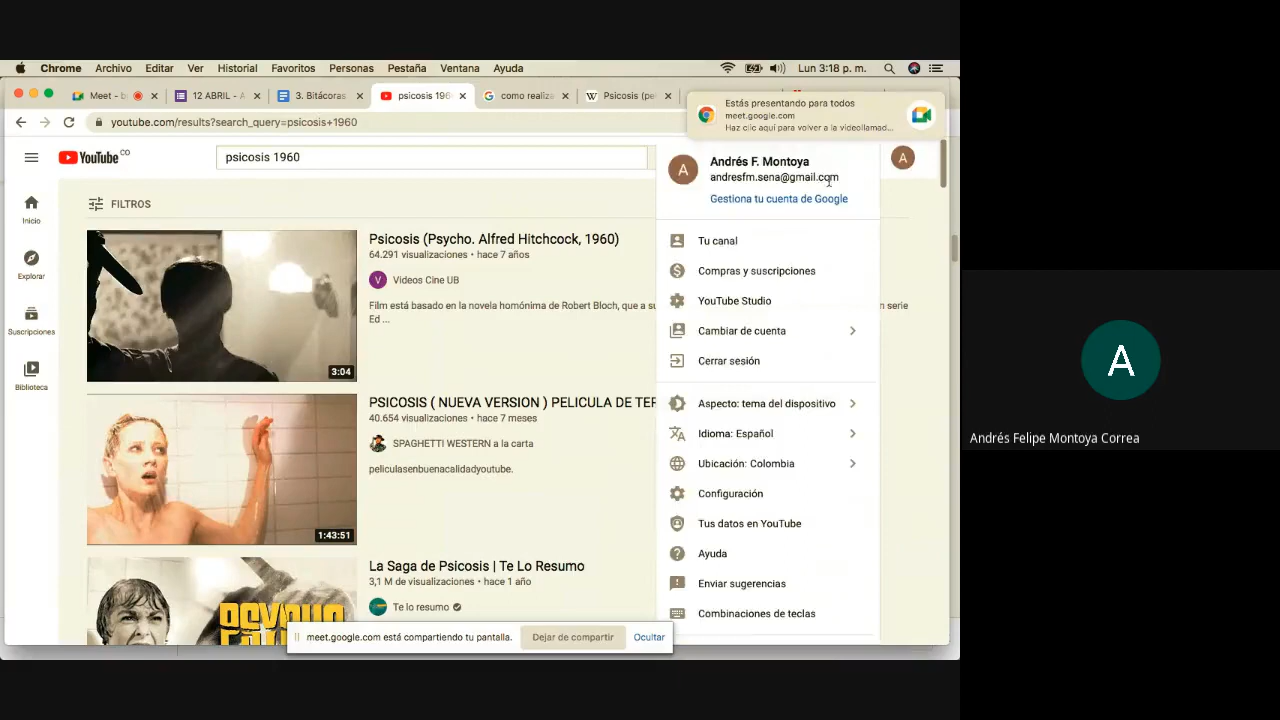 Chrome Archivo Editar Ver Historial Favoritos Personas Pestaña Ventana Ayuda Lun 3:18 p. m.
Meet - b 12 ABRIL - A 3. Bitácoras psicosis 196 como realiz Psicosis (pe
youtube.com/results?search_query=psicosis+1960
Estás presentando para todos
meet.google.com
Haz clic aquí para volver a la videollamad...
YouTube CO
psicosis 1960
A
A
Andrés F. Montoya
andresfm.sena@gmail.com
Gestiona tu cuenta de Google
Inicio
Explorar
Suscripciones
Biblioteca
FILTROS
3:04
Psicosis (Psycho. Alfred Hitchcock, 1960)
64.291 visualizaciones • hace 7 años
V Videos Cine UB
Film está basado en la novela homónima de Robert Bloch, que a su
n serie
Ed ...
1:43:51
PSICOSIS ( NUEVA VERSION ) PELICULA DE TER
40.654 visualizaciones • hace 7 meses
SPAGHETTI WESTERN a la carta
peliculasenbuenacalidadyoutube.
La Saga de Psicosis | Te Lo Resumo
3,1 M de visualizaciones • hace 1 año
Te lo resumo
Tu canal
Compras y suscripciones
YouTube Studio
Cambiar de cuenta
Cerrar sesión
Aspecto: tema del dispositivo
Idioma: Español
Ubicación: Colombia
Configuración
Tus datos en YouTube
Ayuda
Enviar sugerencias
Combinaciones de teclas
meet.google.com está compartiendo tu pantalla. Dejar de compartir Ocultar
A
Andrés Felipe Montoya Correa